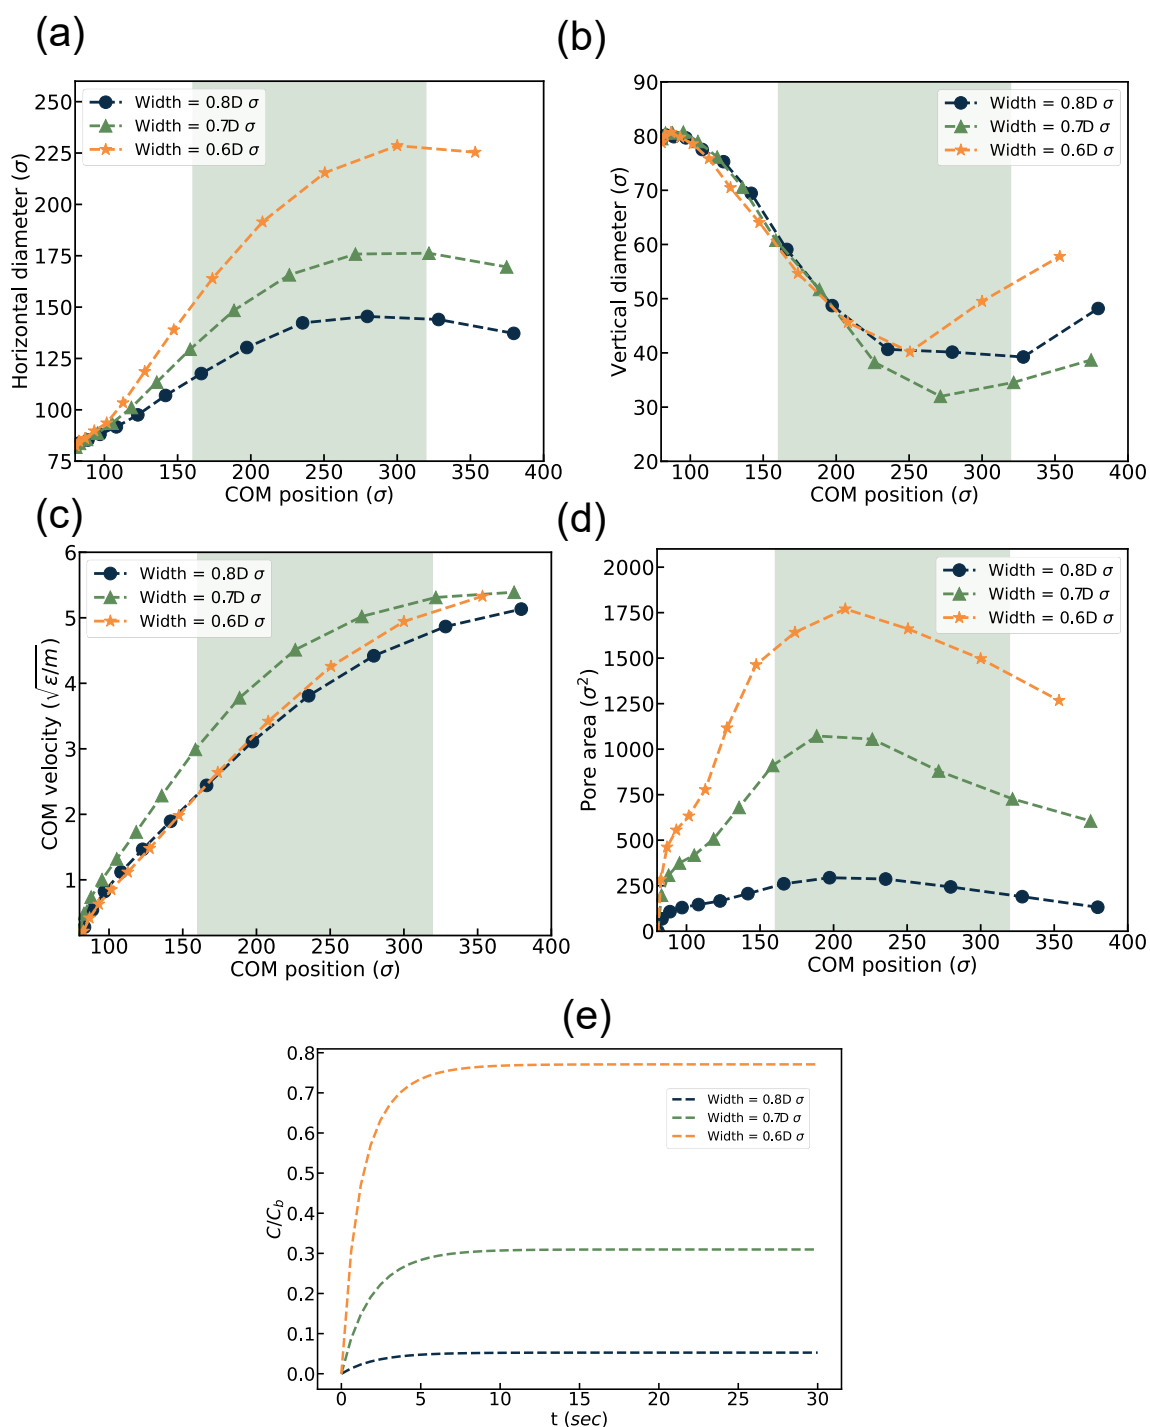 (a)
250
225
200
175
150
125
100
75
100 150 200 250 300 350 400
COM position (σ)
Horizontal diameter (σ)
Width = 0.8D σ
Width = 0.7D σ
Width = 0.6D σ
(b)
90
80
70
60
50
40
30
20
100 150 200 250 300 350 400
COM position (σ)
Vertical diameter (σ)
Width = 0.8D σ
Width = 0.7D σ
Width = 0.6D σ
(c)
6
5
4
3
2
1
100 150 200 250 300 350 400
COM position (σ)
COM velocity (√ε/m)
Width = 0.8D σ
Width = 0.7D σ
Width = 0.6D σ
(d)
2000
1750
1500
1250
1000
750
500
250
0
100 150 200 250 300 350 400
COM position (σ)
Pore area (σ²)
Width = 0.8D σ
Width = 0.7D σ
Width = 0.6D σ
(e)
0.8
0.7
0.6
0.5
0.4
0.3
0.2
0.1
0.0
0 5 10 15 20 25 30
t (sec)
C/C_b
Width = 0.8D σ
Width = 0.7D σ
Width = 0.6D σ